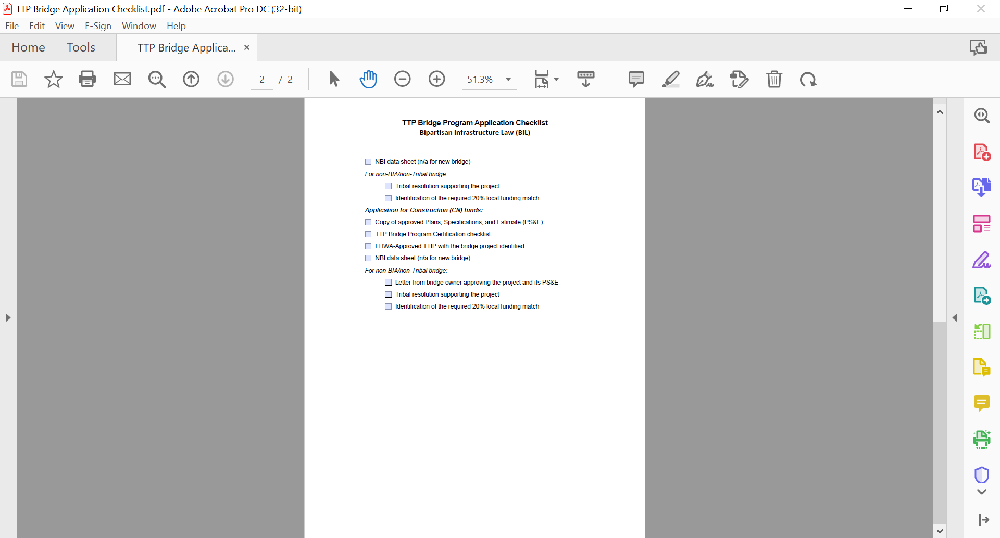 TTP Bridge Application Checklist.pdf - Adobe Acrobat Pro DC (32-bit)
File Edit View E-Sign Window Help
Home Tools TTP Bridge Applica... ×
2 / 2 51.3%
TTP Bridge Program Application Checklist
Bipartisan Infrastructure Law (BIL)
NBI data sheet (n/a for new bridge)
For non-BIA/non-Tribal bridge:
Tribal resolution supporting the project
Identification of the required 20% local funding match
Application for Construction (CN) funds:
Copy of approved Plans, Specifications, and Estimate (PS&E)
TTP Bridge Program Certification checklist
FHWA-Approved TTIP with the bridge project identified
NBI data sheet (n/a for new bridge)
For non-BIA/non-Tribal bridge:
Letter from bridge owner approving the project and its PS&E
Tribal resolution supporting the project
Identification of the required 20% local funding match